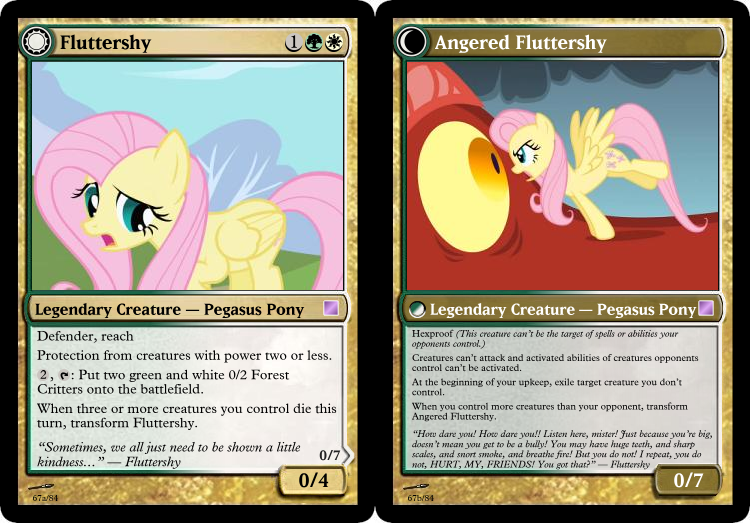 Fluttershy
1
Legendary Creature — Pegasus Pony
Defender, reach
Protection from creatures with power two or less.
2, : Put two green and white 0/2 Forest
Critters onto the battlefield.
When three or more creatures you control die this
turn, transform Fluttershy.
“Sometimes, we all just need to be shown a little
kindness...” — Fluttershy
0/7
0/4
67a/84
Angered Fluttershy
Legendary Creature — Pegasus Pony
Hexproof (This creature can't be the target of spells or abilities your
opponents control.)
Creatures can't attack and activated abilities of creatures opponents
control can't be activated.
At the beginning of your upkeep, exile target creature you don't
control.
When you control more creatures than your opponent, transform
Angered Fluttershy.
“How dare you! How dare you!! Listen here, mister! Just because you're big,
doesn't mean you get to be a bully! You may have huge teeth, and sharp
scales, and snort smoke, and breathe fire! But you do not! I repeat, you do
not, HURT, MY, FRIENDS! You got that?” — Fluttershy
0/7
67b/84